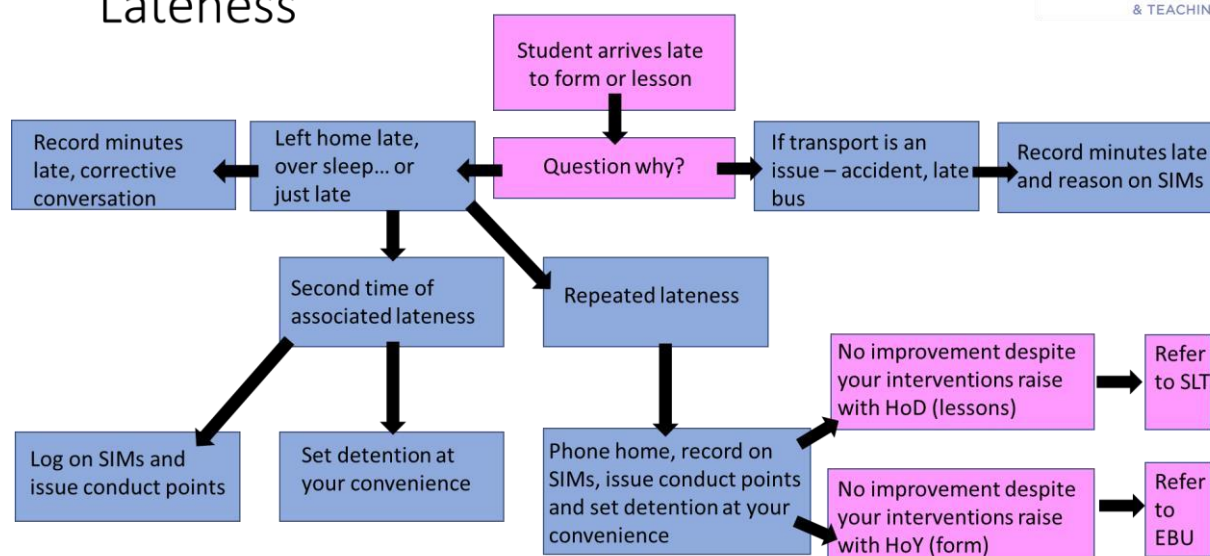 Lateness
& TEACHIN
Student arrives late
to form or lesson
Record minutes
late, corrective
conversation
Left home late,
over sleep... or
just late
Question why?
If transport is an
issue – accident, late
bus
Record minutes late
and reason on SIMs
Second time of
associated lateness
Repeated lateness
No improvement despite
your interventions raise
with HoD (lessons)
Refer
to SLT
Log on SIMs and
issue conduct points
Set detention at
your convenience
Phone home, record on
SIMs, issue conduct points
and set detention at your
convenience
No improvement despite
your interventions raise
with HoY (form)
Refer
to
EBU